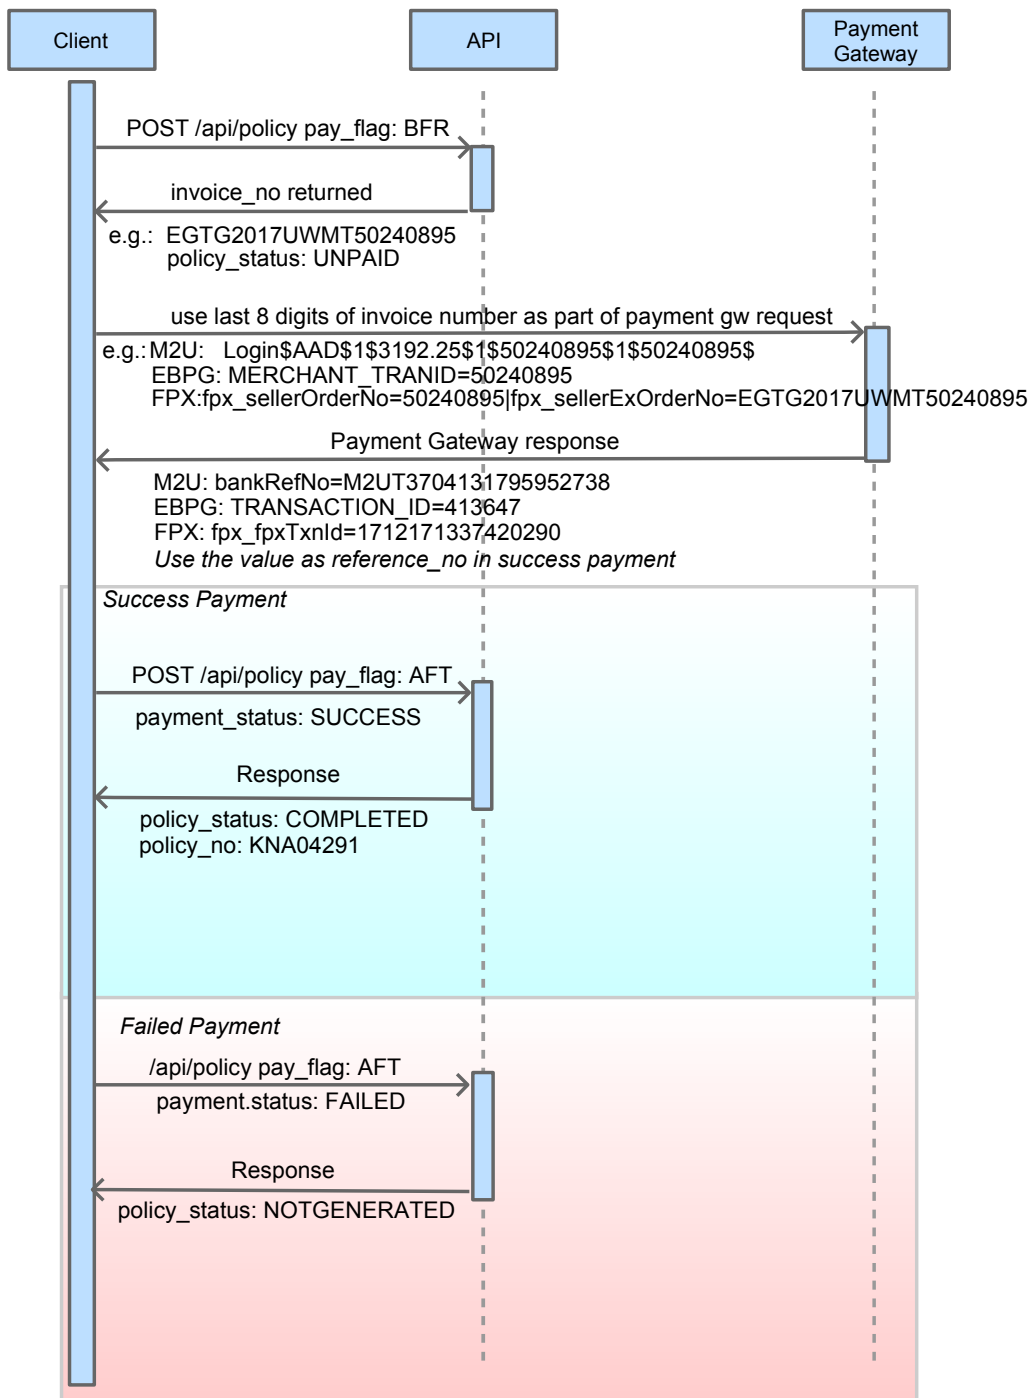 Client
API
Payment
Gateway
POST /api/policy pay_flag: BFR
invoice_no returned
e.g.: EGTG2017UWMT50240895
policy_status: UNPAID
use last 8 digits of invoice number as part of payment gw request
e.g.: M2U: Login$AAD$1$3192.25$1$50240895$1$50240895$
EBPG: MERCHANT_TRANID=50240895
FPX:fpx_sellerOrderNo=50240895|fpx_sellerExOrderNo=EGTG2017UWMT50240895
Payment Gateway response
M2U: bankRefNo=M2UT3704131795952738
EBPG: TRANSACTION_ID=413647
FPX: fpx_fpxTxnId=1712171337420290
Use the value as reference_no in success payment
Success Payment
POST /api/policy pay_flag: AFT
payment_status: SUCCESS
Response
policy_status: COMPLETED
policy_no: KNA04291
Failed Payment
/api/policy pay_flag: AFT
payment.status: FAILED
Response
policy_status: NOTGENERATED